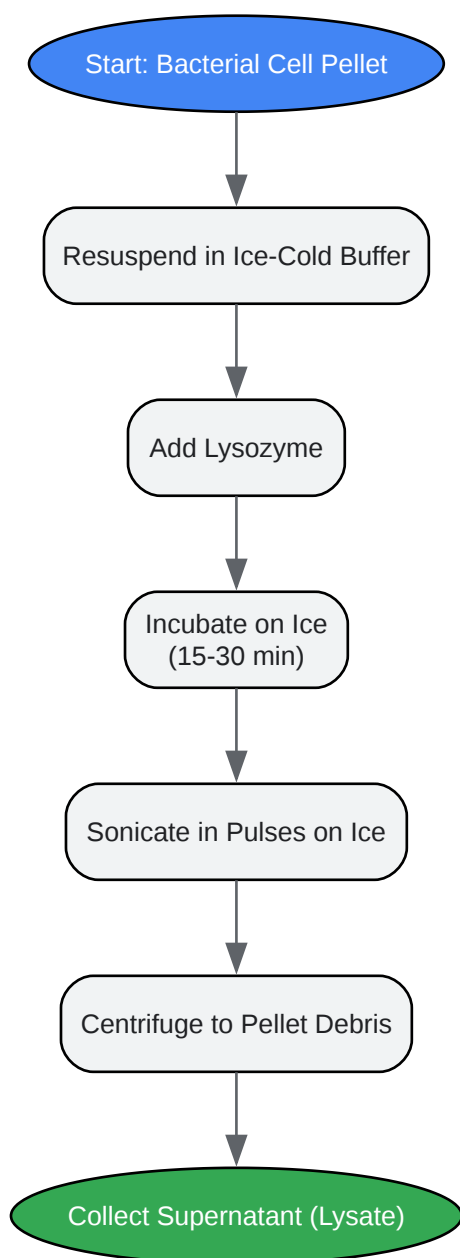 Start: Bacterial Cell Pellet
Resuspend in Ice-Cold Buffer
Add Lysozyme
Incubate on Ice
(15-30 min)
Sonicate in Pulses on Ice
Centrifuge to Pellet Debris
Collect Supernatant (Lysate)